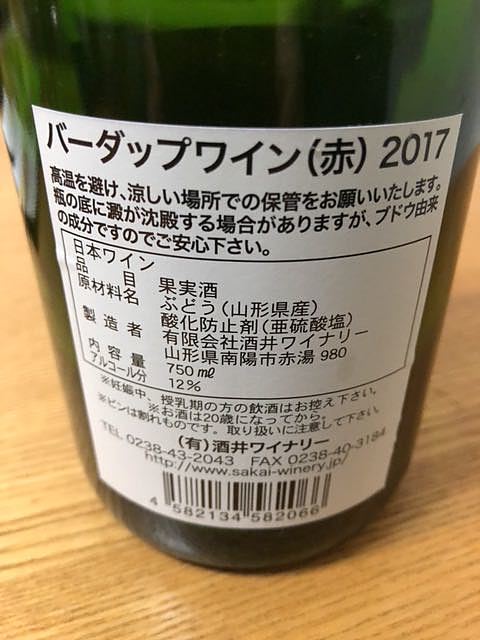 バーダップワイン(赤) 2017
高温を避け、涼しい場所での保管をお願いいたします。
瓶の底に澱が沈殿する場合がありますが、ブドウ由来
の成分ですのでご安心下さい。
日本ワイン
品目 果実酒
原材料名 ぶどう(山形県産)
酸化防止剤(亜硫酸塩)
製造者 有限会社酒井ワイナリー
山形県南陽市赤湯980
内容量 750㎖
アルコール分 12%
※妊娠中、授乳期の方の飲酒はお控え下さい。
※お酒は20歳になってから。
※ビンは割れものです。取り扱いに注意して下さい。
(有)酒井ワイナリー
TEL 0238-43-2043 FAX 0238-40-3184
http://www.sakai-winery.jp/
4 582134 582066